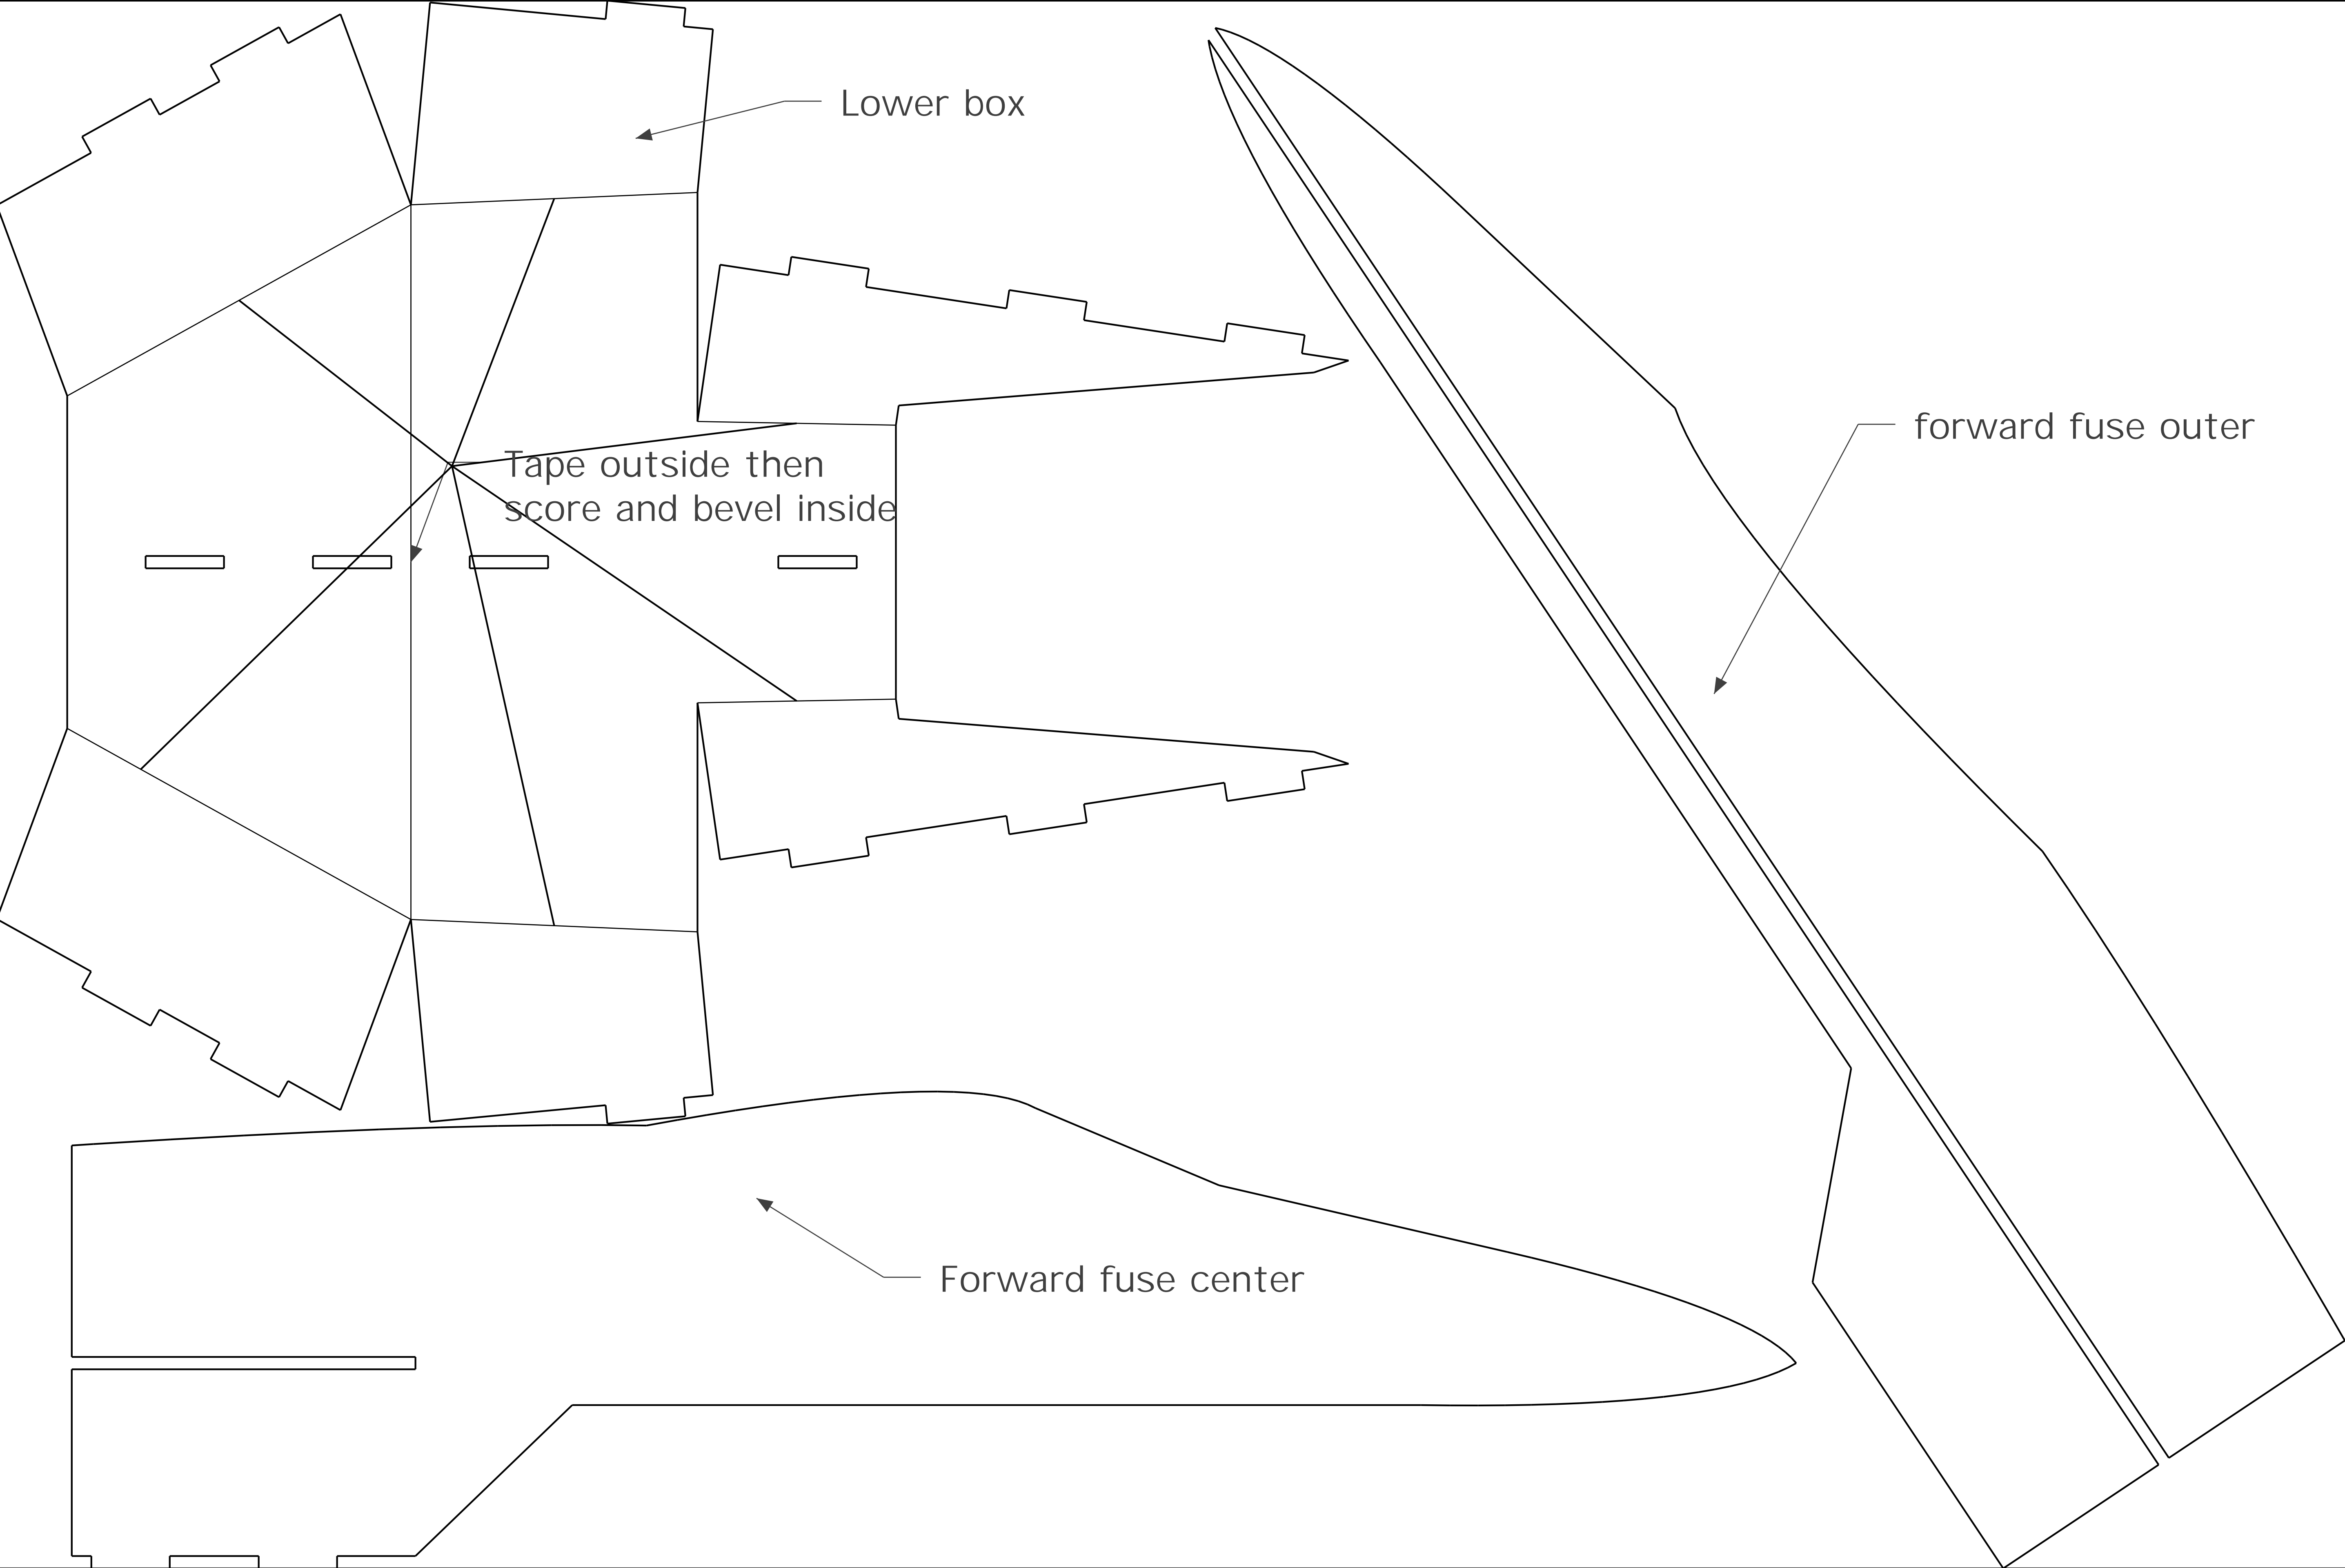 Lower box
forward fuse outer
Tape outside then
score and bevel inside
Forward fuse center